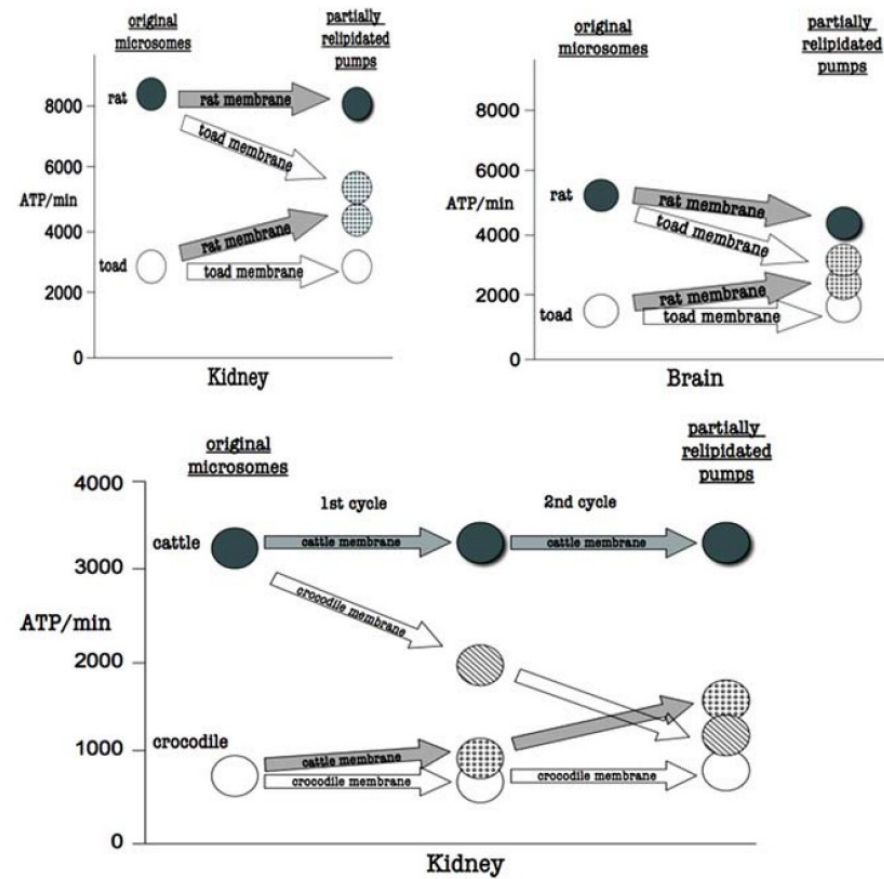 original
microsomes
partially
relipidated
pumps
8000
6000
ATP/min
4000
2000
0
rat
rat membrane
toad membrane
rat membrane
toad
toad membrane
Kidney
original
microsomes
partially
relipidated
pumps
8000
6000
ATP/min
4000
2000
0
rat
rat membrane
toad membrane
rat membrane
toad
toad membrane
Brain
original
microsomes
partially
relipidated
pumps
4000
3000
ATP/min
2000
1000
0
1st cycle
2nd cycle
cattle
cattle membrane
cattle membrane
crocodile membrane
crocodile
cattle membrane
crocodile membrane
crocodile membrane
Kidney